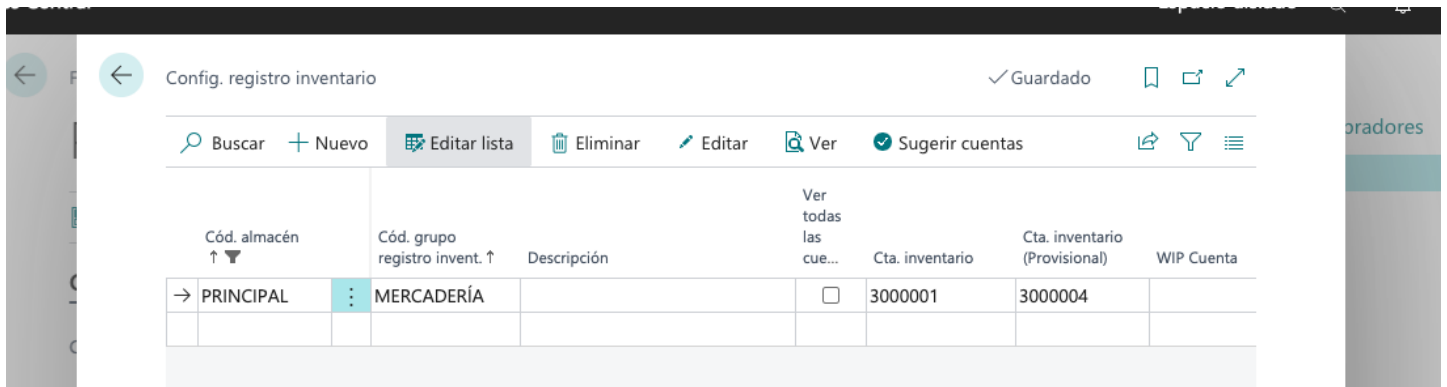 Config. registro inventario
Guardado
Buscar
Nuevo
Editar lista
Eliminar
Editar
Ver
Sugerir cuentas
bradores
Cód. almacén
Cód. grupo
registro invent.
Descripción
Ver
todas
las
cue...
Cta. inventario
Cta. inventario
(Provisional)
WIP Cuenta
PRINCIPAL
MERCADERÍA
3000001
3000004